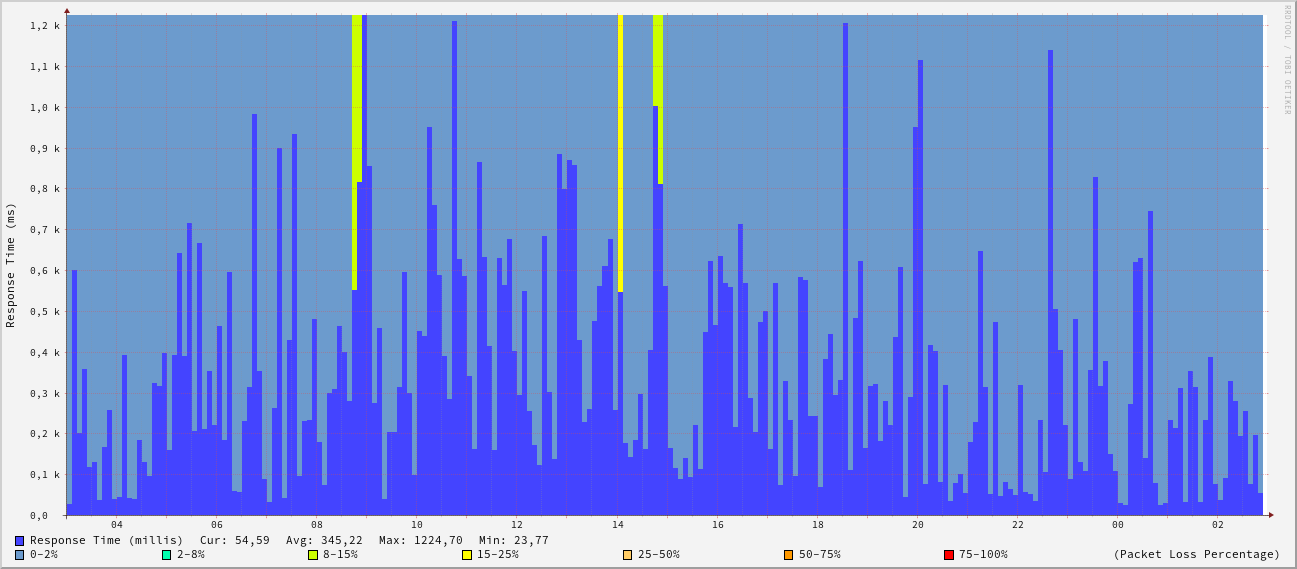 RRDTOOL / TOBI OETIKER
Response Time (ms)
1,2 k
1,1 k
1,0 k
0,9 k
0,8 k
0,7 k
0,6 k
0,5 k
0,4 k
0,3 k
0,2 k
0,1 k
0,0
04 06 08 10 12 14 16 18 20 22 00 02
Response Time (millis) Cur: 54,59 Avg: 345,22 Max: 1224,70 Min: 23,77
0-2% 2-8% 8-15% 15-25% 25-50% 50-75% 75-100% (Packet Loss Percentage)